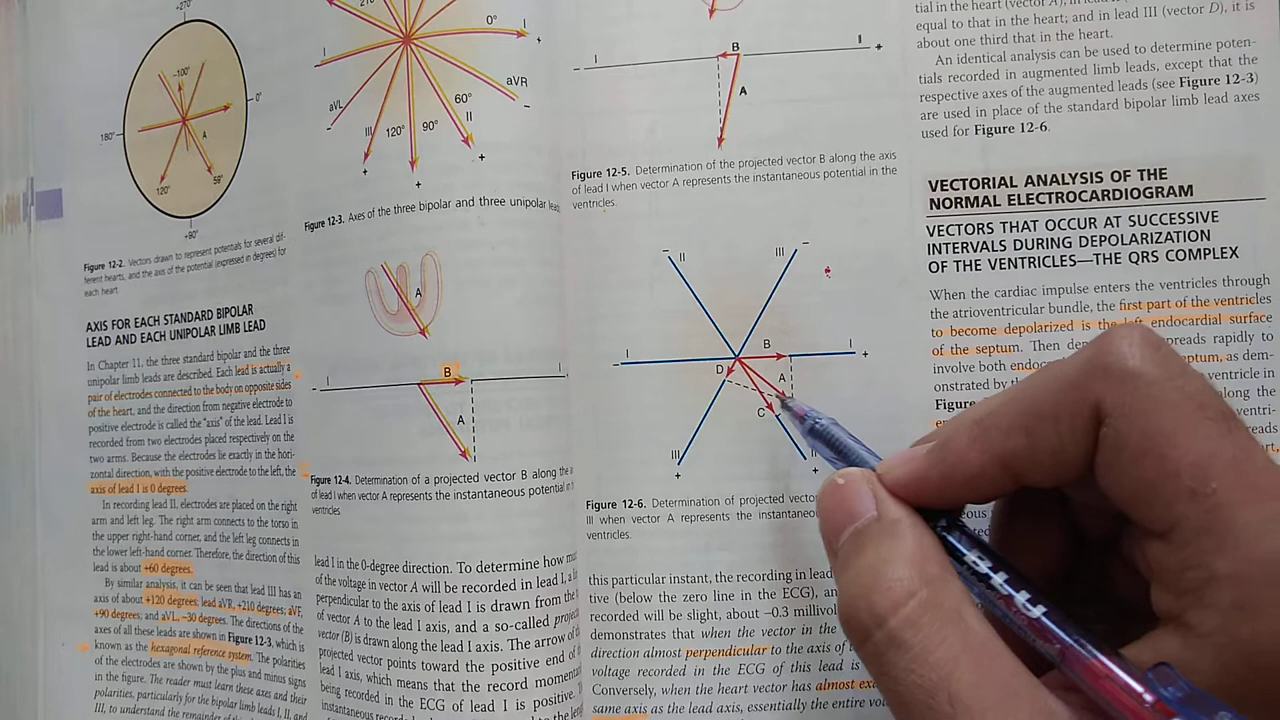 +270°
-100°
0°
180°
A
120°
59°
+90°
Figure 12-2. Vectors drawn to represent potentials for several dif-
ferent hearts, and the axis of the potential (expressed in degrees) for
each heart.
AXIS FOR EACH STANDARD BIPOLAR
LEAD AND EACH UNIPOLAR LIMB LEAD
In Chapter 11, the three standard bipolar and the three
unipolar limb leads are described. Each lead is actually a
pair of electrodes connected to the body on opposite sides
of the heart, and the direction from negative electrode to
positive electrode is called the "axis" of the lead. Lead I is
recorded from two electrodes placed respectively on the
two arms. Because the electrodes lie exactly in the hori-
zontal direction, with the positive electrode to the left, the
axis of lead I is 0 degrees.
In recording lead II, electrodes are placed on the right
arm and left leg. The right arm connects to the torso in
the upper right-hand corner, and the left leg connects in
the lower left-hand corner. Therefore, the direction of this
lead is about +60 degrees.
By similar analysis, it can be seen that lead III has an
axis of about +120 degrees; lead aVR, +210 degrees; aVF,
+90 degrees; and aVL, −30 degrees. The directions of the
axes of all these leads are shown in Figure 12-3, which is
known as the hexagonal reference system. The polarities
of the electrodes are shown by the plus and minus signs
in the figure. The reader must learn these axes and their
polarities, particularly for the bipolar limb leads I, II, and
III, to understand the remainder of
210°
0° I
+
I
aVR
−
aVL
−
60°
II
+
III
120°
90°
+
+
Figure 12-3. Axes of the three bipolar and three unipolar
A
B
I
I
−
A
Figure 12-4. Determination of a projected vector B along the
of lead I when vector A represents the instantaneous potential
ventricles
lead I in the 0-degree direction. To determine how
of the voltage in vector A will be recorded in lead I, a
perpendicular to the axis of lead I is drawn from the
of vector A to the lead I axis, and a so-called
vector (B) is drawn along the lead I axis. The arrow of
projected vector points toward the positive end of
lead I axis, which means that the record
being recorded in the ECG of lead I is positive.
instantaneous
I
−
B
I
+
A
Figure 12-5. Determination of the projected vector B along the axis
of lead I when vector A represents the instantaneous potential in the
ventricles.
−
II
III
−
I
−
B
I
+
D
A
C
III
+
II
+
Figure 12-6. Determination of projected
III when vector A represents the
ventricles.
this particular instant, the recording in lead
tive (below the zero line in the ECG),
recorded will be slight, about −0.3
demonstrates that when the vector in the
direction almost perpendicular to the axis of
voltage recorded in the ECG of this lead is
Conversely, when the heart vector has almost
same axis as the lead axis, essentially the entire
tial in the heart (vector A), in
equal to that in the heart; and in lead III (vector D), it is
about one third that in the heart.
An identical analysis can be used to determine poten-
tials recorded in augmented limb leads, except that the
respective axes of the augmented leads (see Figure 12-3)
are used in place of the standard bipolar limb lead axes
used for Figure 12-6.
VECTORIAL ANALYSIS OF THE
NORMAL ELECTROCARDIOGRAM
VECTORS THAT OCCUR AT SUCCESSIVE
INTERVALS DURING DEPOLARIZATION
OF THE VENTRICLES—THE QRS COMPLEX
When the cardiac impulse enters the ventricles through
the atrioventricular bundle, the first part of the ventricles
to become depolarized is the left endocardial surface
of the septum. Then spreads rapidly to
involve both septum, as dem-
onstrated by ventricle in
along the
ventri-